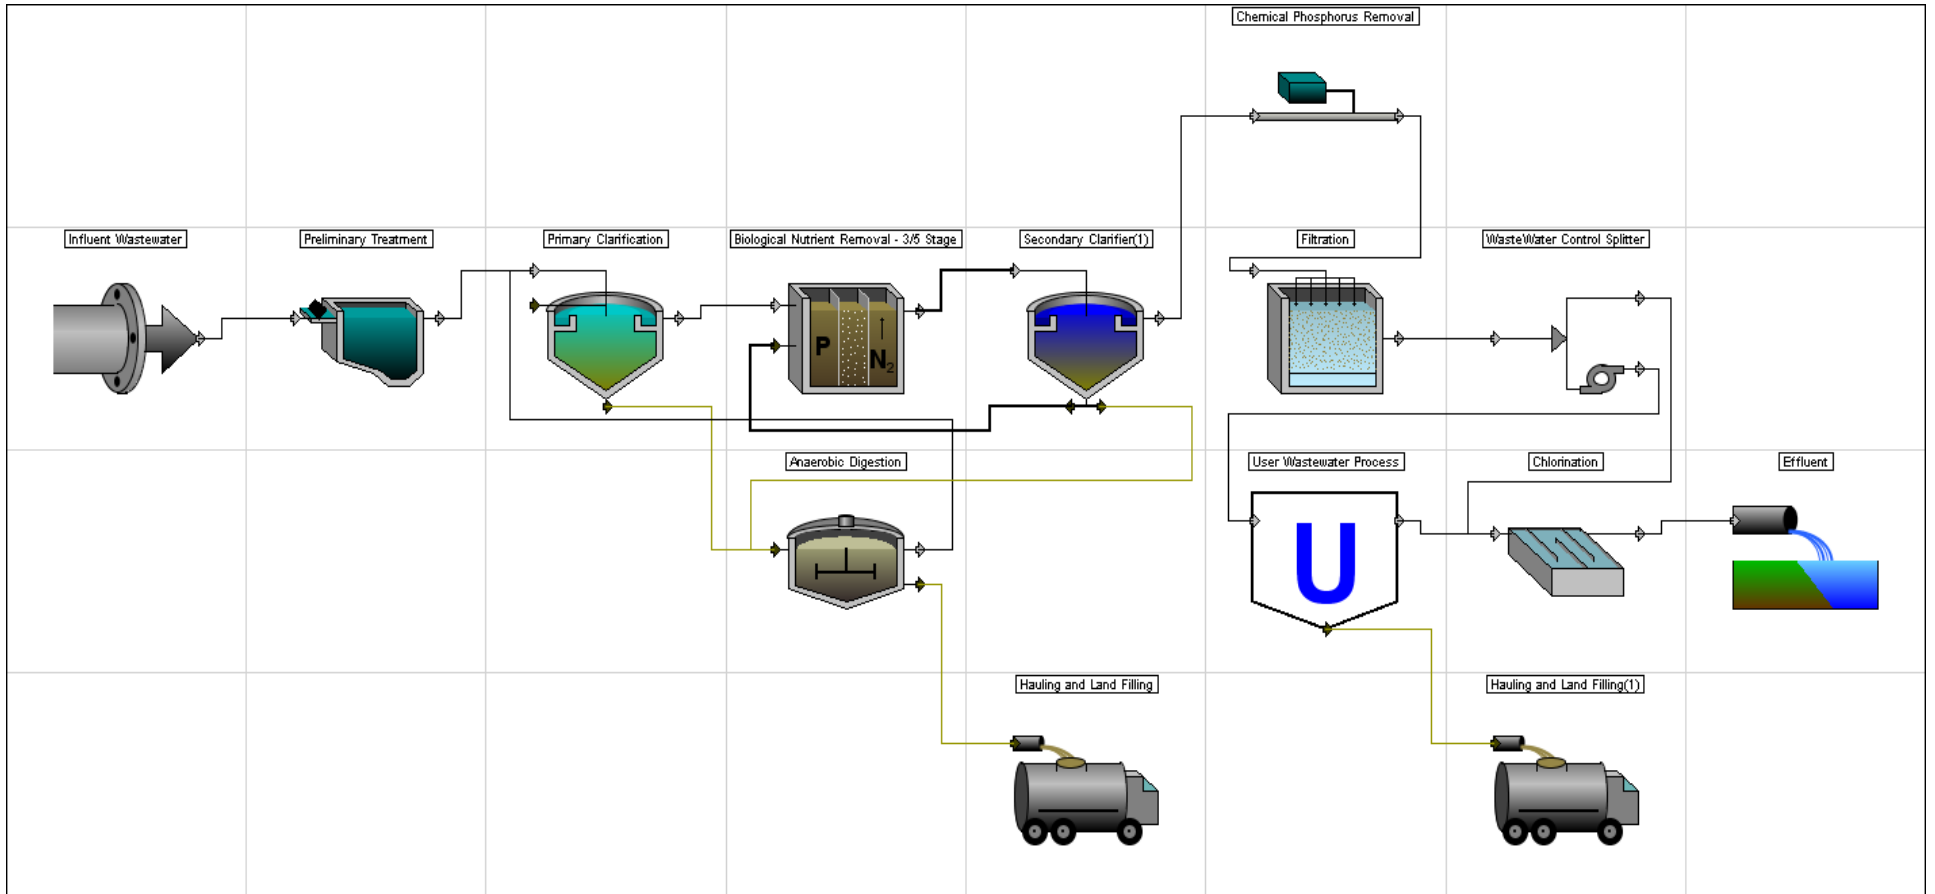 Chemical Phosphorus Removal
Influent Wastewater
Preliminary Treatment
Primary Clarification
Biological Nutrient Removal - 3/5 Stage
Secondary Clarifier(1)
Filtration
WasteWater Control Splitter
P
N2
Anaerobic Digestion
User Wastewater Process
Chlorination
Effluent
U
Hauling and Land Filling
Hauling and Land Filling(1)